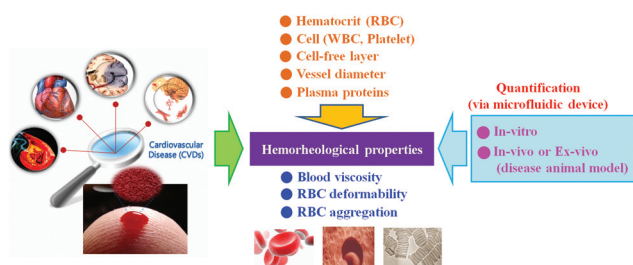 Hematocrit (RBC)
Cell (WBC, Platelet)
Cell-free layer
Vessel diameter
Plasma proteins
Cardiovascular
Disease (CVDs)
Hemorheological properties
Blood viscosity
RBC deformability
RBC aggregation
Quantification
(via microfluidic device)
In-vitro
In-vivo or Ex-vivo
(disease animal model)